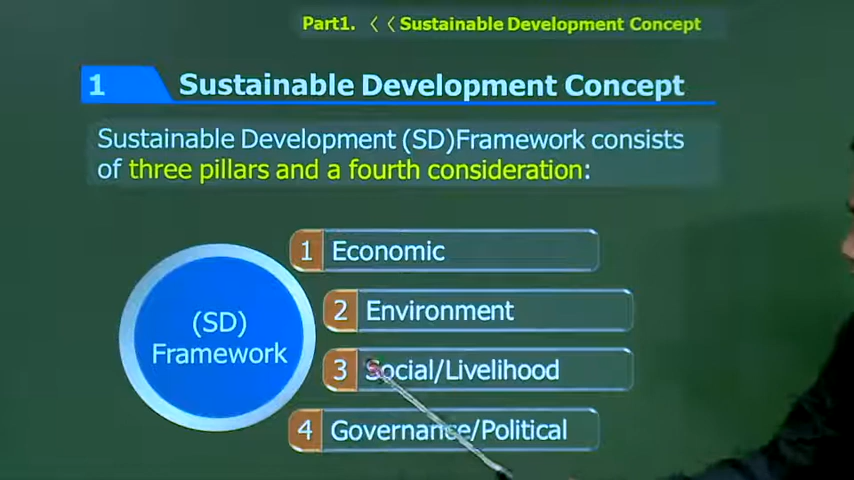 Part1. 〈〈 Sustainable Development Concept
1 Sustainable Development Concept
Sustainable Development (SD)Framework consists
of three pillars and a fourth consideration:
(SD)
Framework
1 Economic
2 Environment
3 Social/Livelihood
4 Governance/Political